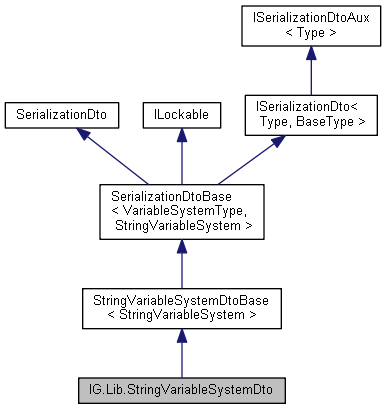 ISerializationDtoAux
< Type >
SerializationDto
ILockable
ISerializationDto<
Type, BaseType >
SerializationDtoBase
< VariableSystemType,
StringVariableSystem >
StringVariableSystemDtoBase
< StringVariableSystem >
IG.Lib.StringVariableSystemDto